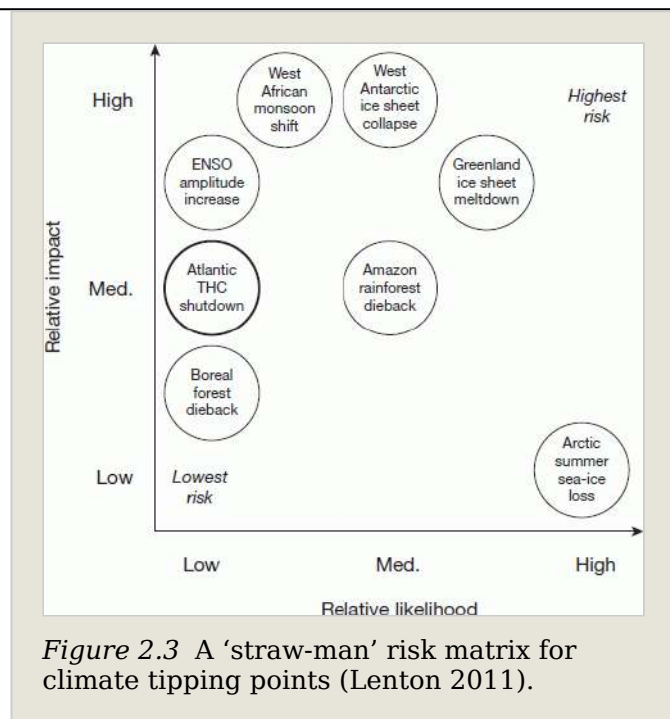 High
West
African
monsoon
shift
West
Antarctic
ice sheet
collapse
Highest
risk
ENSO
amplitude
increase
Greenland
ice sheet
meltdown
Relative impact
Med.
Atlantic
THC
shutdown
Amazon
rainforest
dieback
Boreal
forest
dieback
Low
Lowest
risk
Arctic
summer
sea-ice
loss
Low
Med.
High
Relative likelihood
Figure 2.3 A ‘straw-man’ risk matrix for
climate tipping points (Lenton 2011).